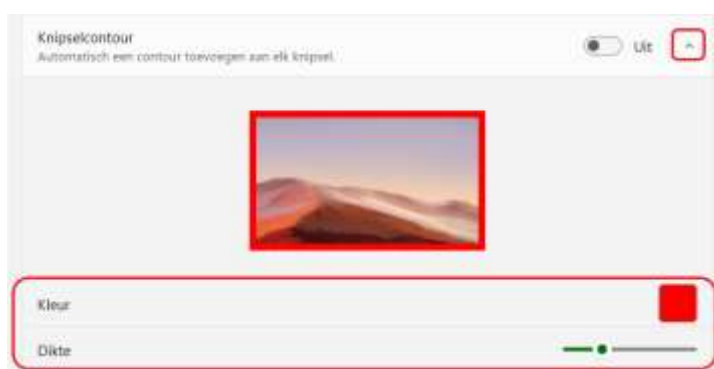 Knipselcontour
Automatisch een contour toevoegen aan elk knipsel.
Uit
Kleur
Dikte